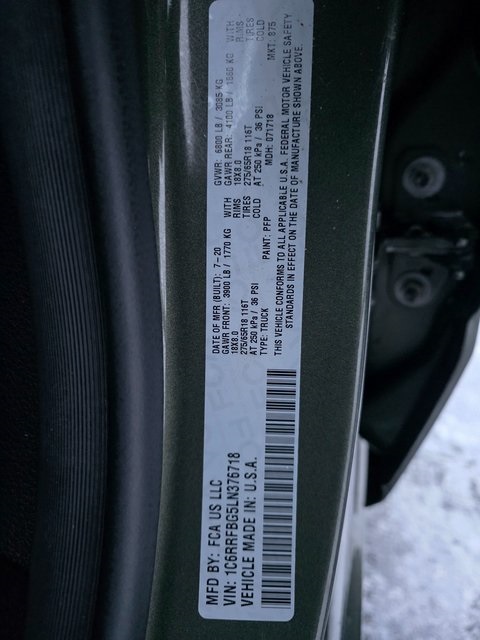 MFD BY: FCA US LLC
DATE OF MFR (BUILT): 7-20 GVWR: 6800 LB / 3085 KG
GAWR FRONT: 3900 LB / 1770 KG WITH GAWR REAR: 4100 LB / 1860 KG WITH
18X8.0 RIMS 18X8.0 RIMS
275/65R18 116T TIRES 275/65R18 116T TIRES
AT 250 kPa / 36 PSI COLD AT 250 kPa / 36 PSI COLD
VIN: 1C6RRFBG5LN376718
TYPE: TRUCK PAINT: PFP MDH: 071718 MKT: 875
VEHICLE MADE IN: U.S.A.
THIS VEHICLE CONFORMS TO ALL APPLICABLE U.S.A. FEDERAL MOTOR VEHICLE SAFETY
STANDARDS IN EFFECT ON THE DATE OF MANUFACTURE SHOWN ABOVE.